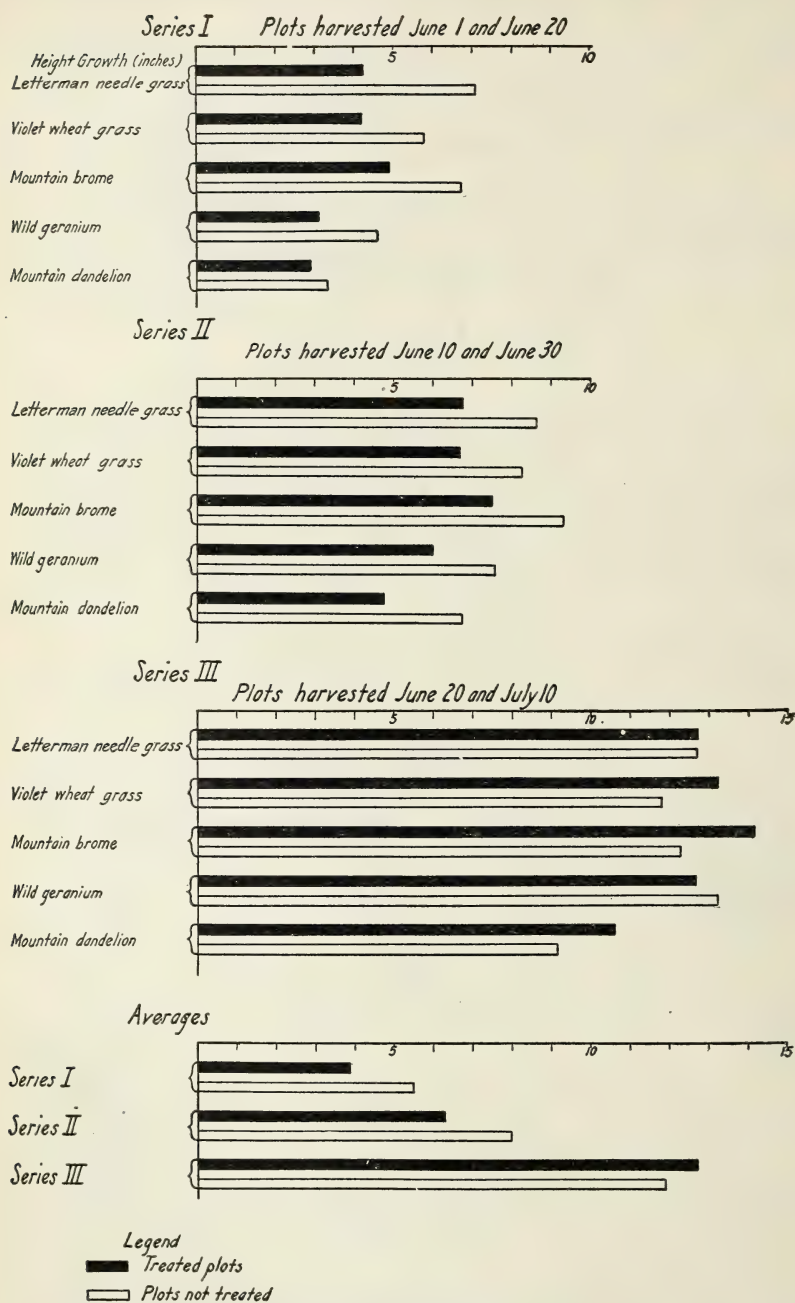 Series I Plots harvested June 1 and June 20
5 10
Height Growth (inches)
Letterman needle grass
Violet wheat grass
Mountain brome
Wild geranium
Mountain dandelion
Series II
Plots harvested June 10 and June 30
5 10
Letterman needle grass
Violet wheat grass
Mountain brome
Wild geranium
Mountain dandelion
Series III
Plots harvested June 20 and July 10
5 10 15
Letterman needle grass
Violet wheat grass
Mountain brome
Wild geranium
Mountain dandelion
Averages
5 10 15
Series I
Series II
Series III
Legend
Treated plots
Plots not treated